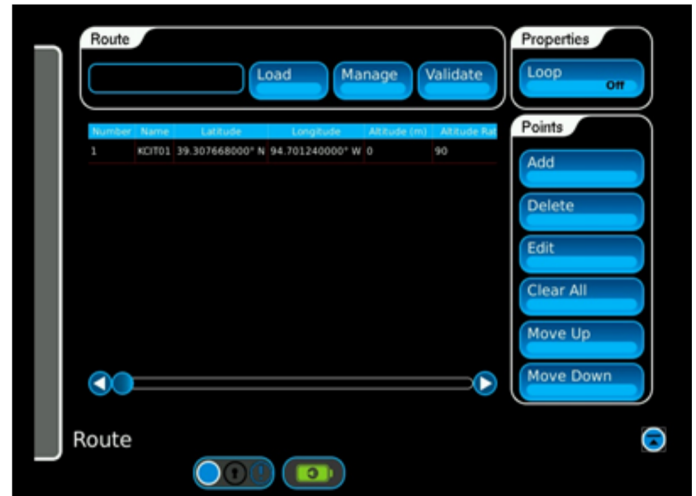 Route
Properties
Load
Manage
Validate
Loop
Off
Number Name Latitude Longitude Altitude (m) Altitude Rat
1 KCIT01 39.307668000° N 94.701240000° W 0 90
Points
Add
Delete
Edit
Clear All
Move Up
Move Down
Route